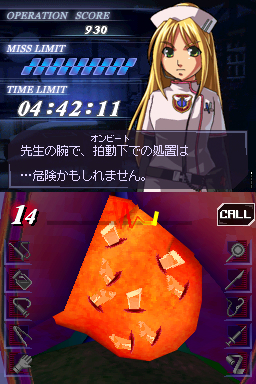 OPERATION SCORE
930
MISS LIMIT
TIME LIMIT
04:42:11
オンビート
先生の腕で、拍動下での処置は
…危険かもしれません。
14
CALL